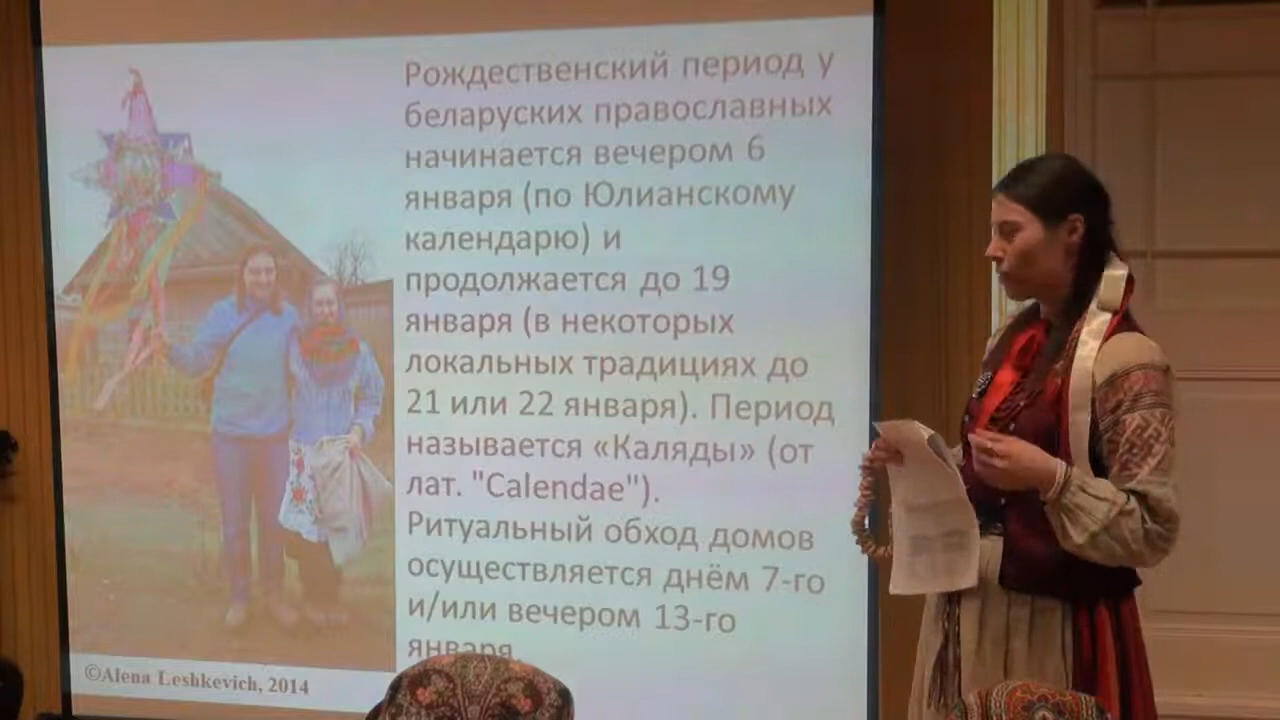 Рождественский период у
беларуских православных
начинается вечером 6
января (по Юлианскому
календарю) и
продолжается до 19
января (в некоторых
локальных традициях до
21 или 22 января). Период
называется «Каляды» (от
лат. "Calendae").
Ритуальный обход домов
осуществляется днём 7-го
и/или вечером 13-го
января
©Alena Leshkevich, 2014